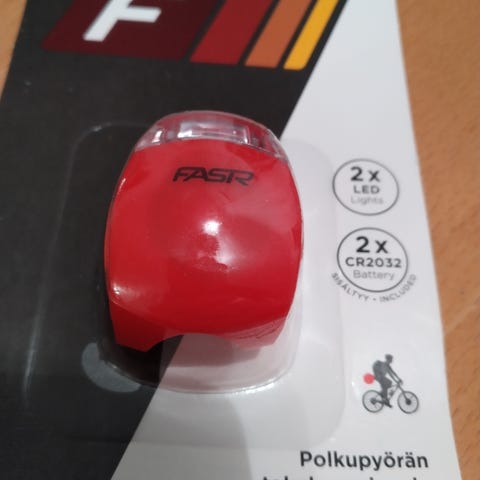 F
FASR
2 x
LED
Lights
2 x
CR2032
Battery
SISÄLTYY • INCLUDED
Polkupyörän